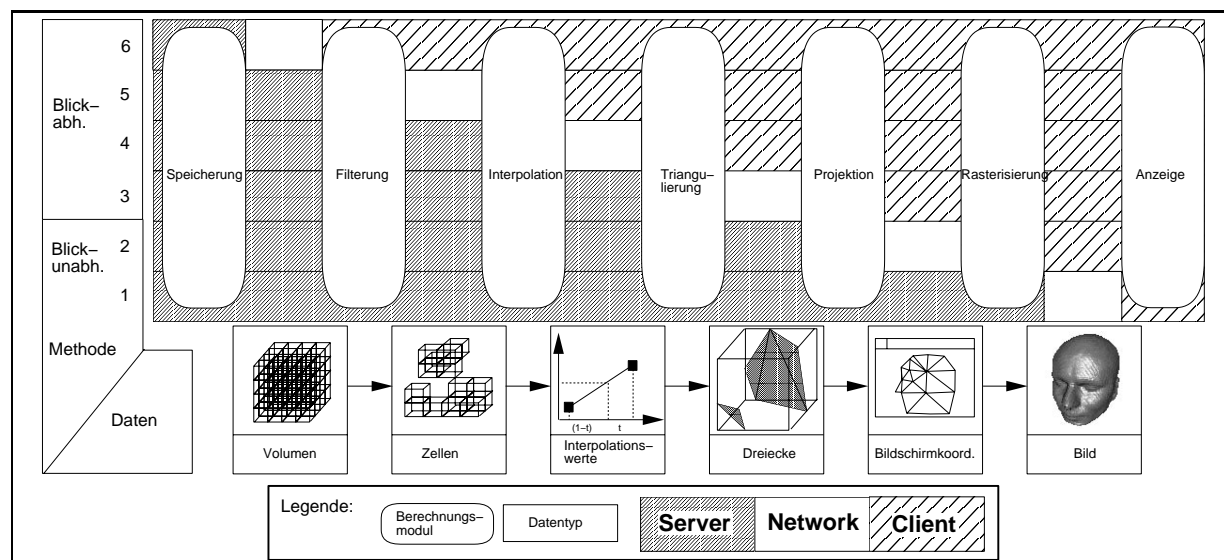 6
5
Blick–
abh.
4
3
2
Blick–
unabh.
1
Speicherung
Filterung
Interpolation
Triangu–
lierung
Projektion
Rasterisierung
Anzeige
Methode
Daten
Volumen
Zellen
(1–t) t
Interpolations–
werte
Dreiecke
Bildschirmkoord.
Bild
Legende:
Berechnungs–
modul
Datentyp
Server
Network
Client